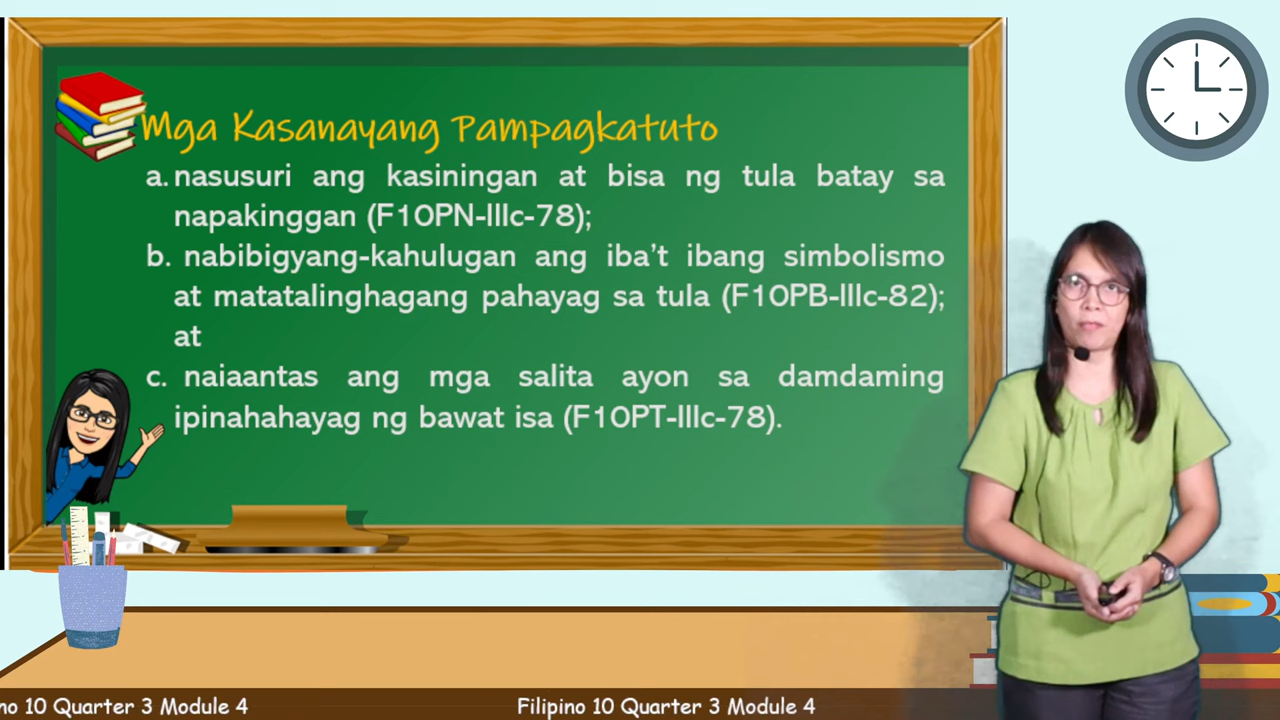 Mga Kasanayang Pampagkatuto
a. nasusuri ang kasiningan at bisa ng tula batay sa
napakinggan (F10PN-IIIc-78);
b. nabibigyang-kahulugan ang iba't ibang simbolismo
at matatalinghagang pahayag sa tula (F10PB-IIIc-82);
at
c. naiaantas ang mga salita ayon sa damdaming
ipinahahayag ng bawat isa (F10PT-IIIc-78).
no 10 Quarter 3 Module 4 Filipino 10 Quarter 3 Module 4